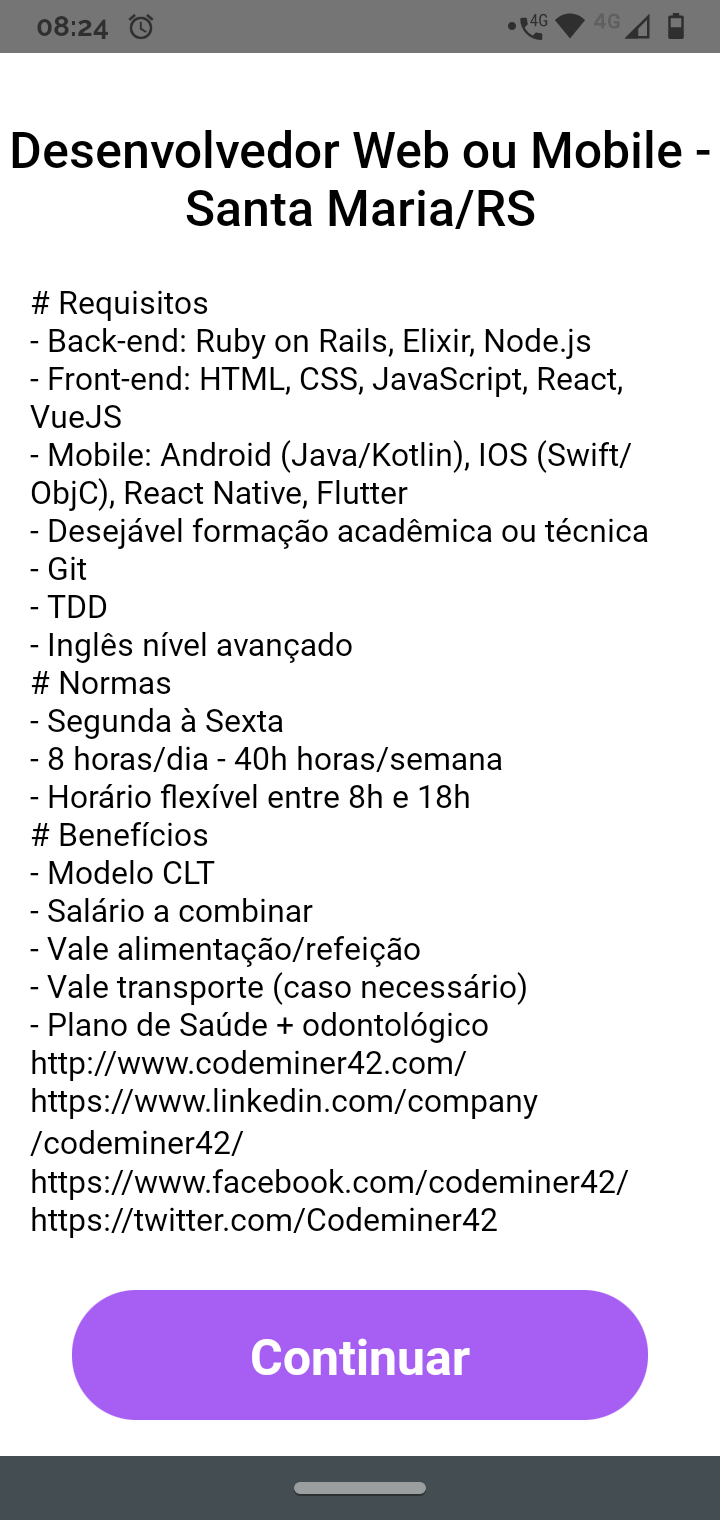 08:24
4G
4G
Desenvolvedor Web ou Mobile -
Santa Maria/RS
# Requisitos
- Back-end: Ruby on Rails, Elixir, Node.js
- Front-end: HTML, CSS, JavaScript, React,
VueJS
- Mobile: Android (Java/Kotlin), IOS (Swift/
ObjC), React Native, Flutter
- Desejável formação acadêmica ou técnica
- Git
- TDD
- Inglês nível avançado
# Normas
- Segunda à Sexta
- 8 horas/dia - 40h horas/semana
- Horário flexível entre 8h e 18h
# Benefícios
- Modelo CLT
- Salário a combinar
- Vale alimentação/refeição
- Vale transporte (caso necessário)
- Plano de Saúde + odontológico
http://www.codeminer42.com/
https://www.linkedin.com/company
/codeminer42/
https://www.facebook.com/codeminer42/
https://twitter.com/Codeminer42
Continuar